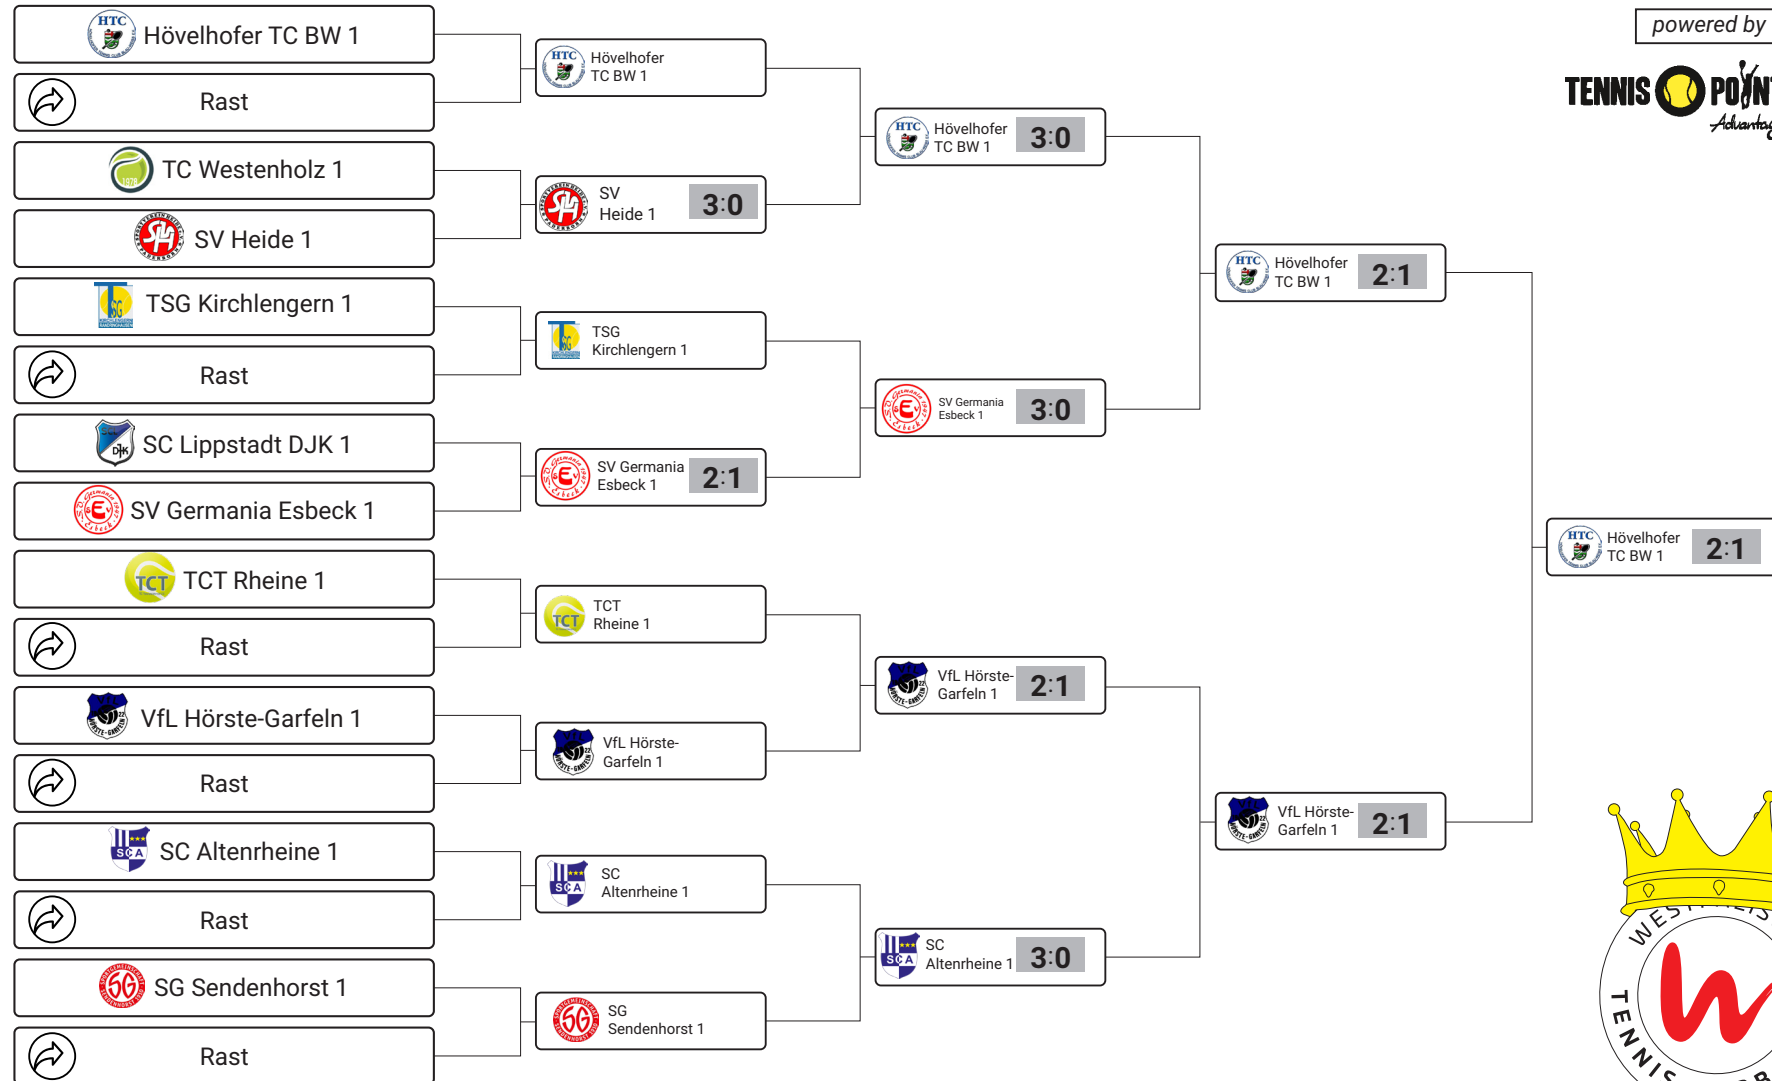 Hövelhofer TC BW 1
Rast
TC Westenholz 1
SV Heide 1
TSG Kirchlengern 1
Rast
SC Lippstadt DJK 1
SV Germania Esbeck 1
TCT Rheine 1
Rast
VfL Hörste-Garfeln 1
Rast
SC Altenrheine 1
Rast
SG Sendenhorst 1
Rast
Hövelhofer
TC BW 1
SV
Heide 1
3:0
TSG
Kirchlengern 1
SV Germania
Esbeck 1
2:1
TCT
Rheine 1
VfL Hörste-
Garfeln 1
SC
Altenrheine 1
SG
Sendenhorst 1
Hövelhofer
TC BW 1
3:0
SV Germania
Esbeck 1
3:0
VfL Hörste-
Garfeln 1
2:1
SC
Altenrheine 1
3:0
Hövelhofer
TC BW 1
2:1
VfL Hörste-
Garfeln 1
2:1
Hövelhofer
TC BW 1
2:1
powered by
TENNIS POINT